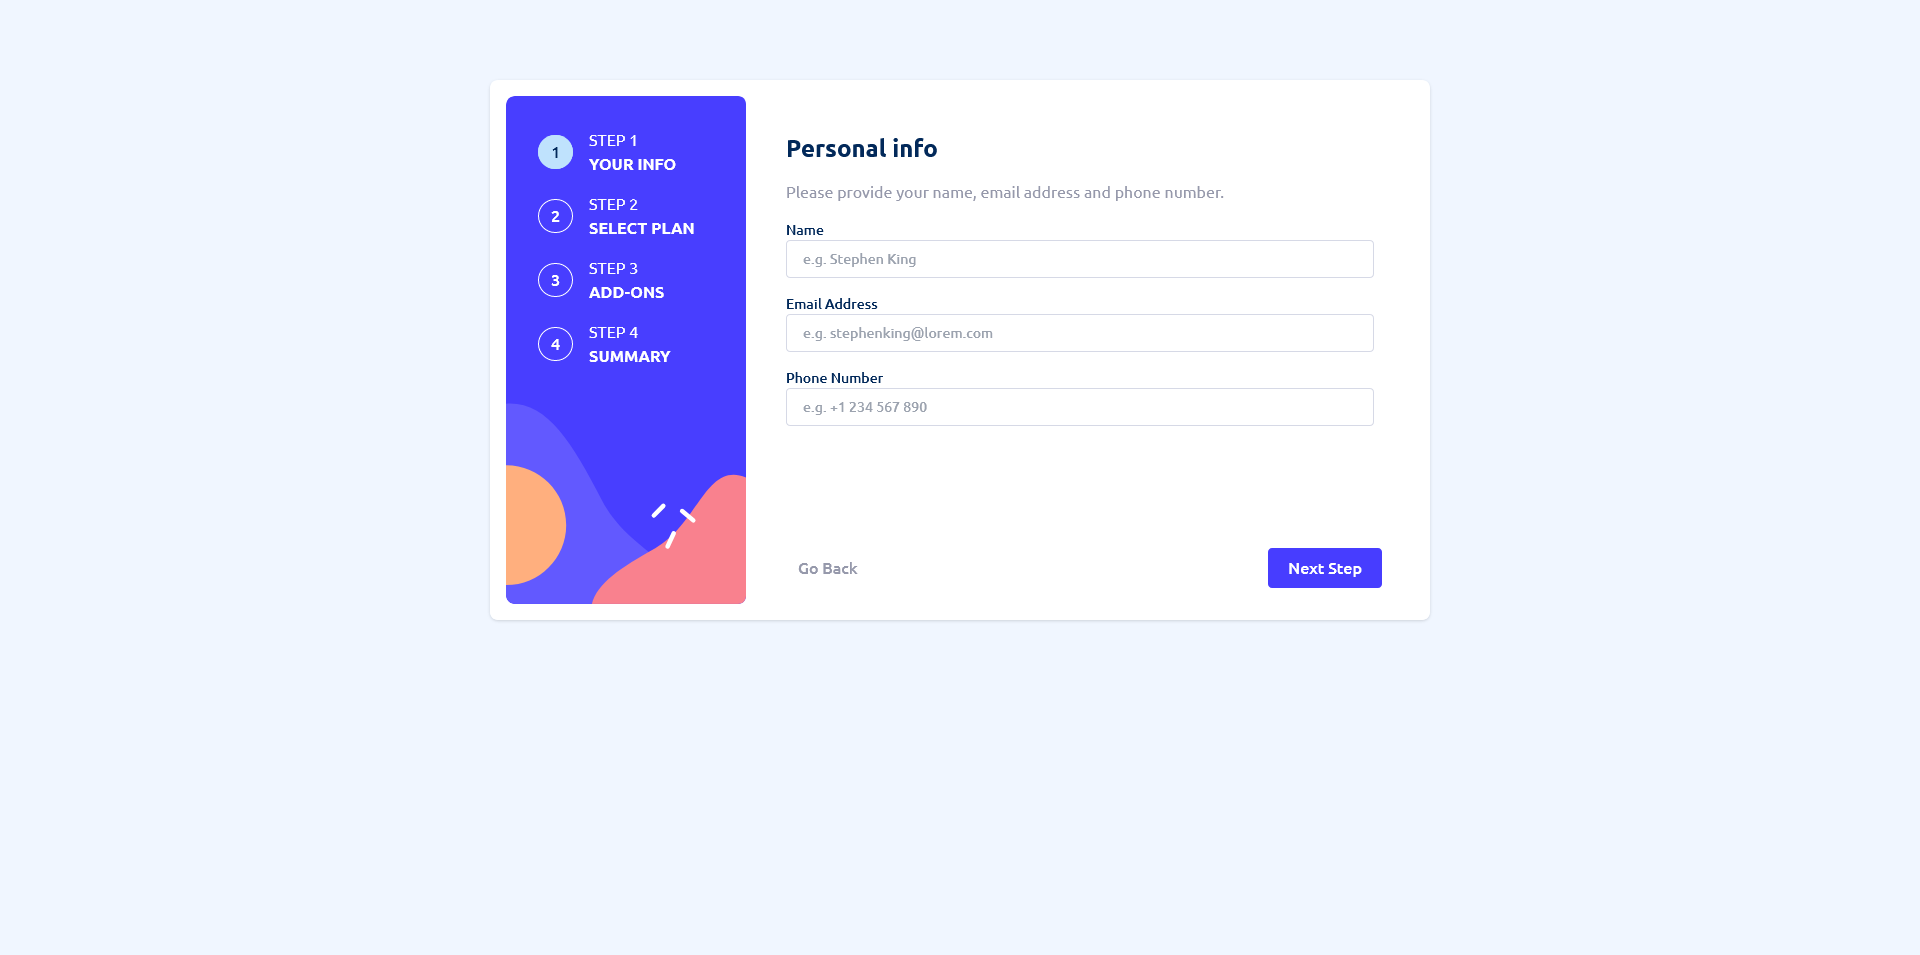 1
STEP 1
YOUR INFO
2
STEP 2
SELECT PLAN
3
STEP 3
ADD-ONS
4
STEP 4
SUMMARY
Personal info
Please provide your name, email address and phone number.
Name
e.g. Stephen King
Email Address
e.g. stephenking@lorem.com
Phone Number
e.g. +1 234 567 890
Go Back
Next Step